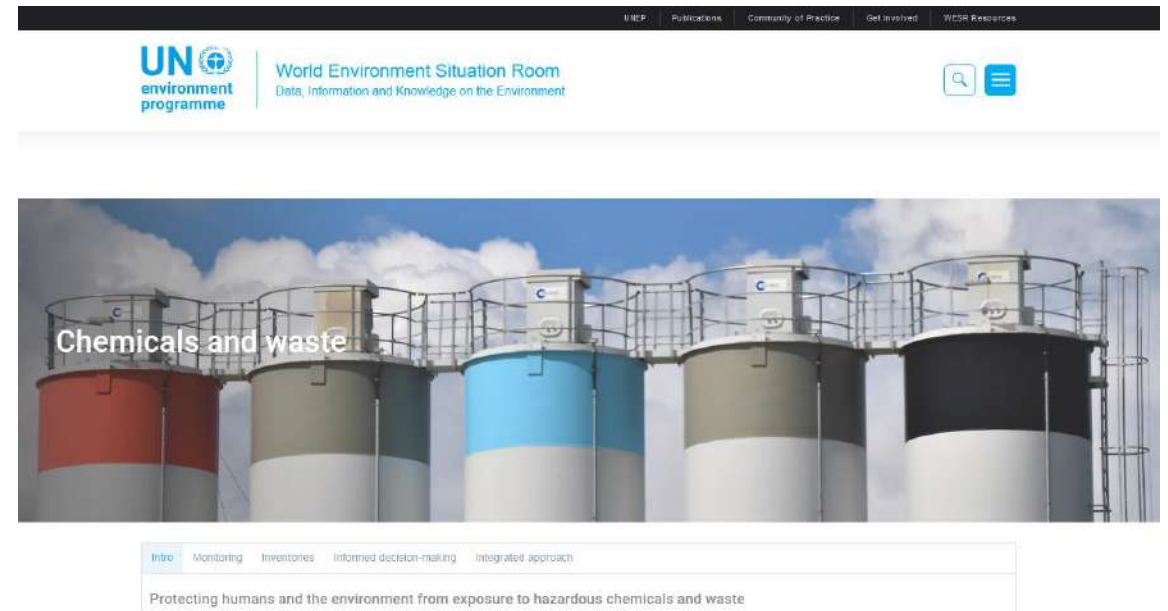 UNEP Publications Community of Practice Get Involved WESR Resources
UN
environment
programme
World Environment Situation Room
Data, Information and Knowledge on the Environment
Chemicals and waste
Intro Monitoring Inventories Informed decision-making Integrated approach
Protecting humans and the environment from exposure to hazardous chemicals and waste